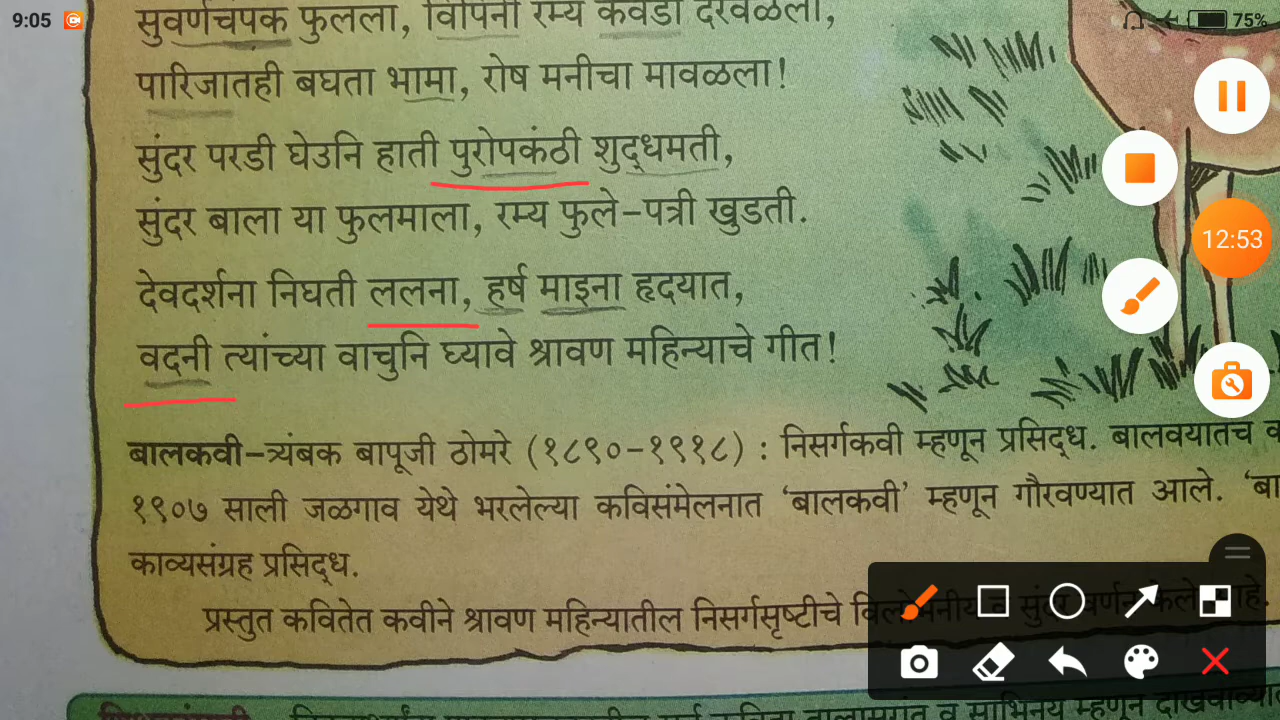 9:05
75%
सुवर्णचंपक फुलला, विपिनी रम्य केवडा दरवळला,
पारिजातही बघता भामा, रोष मनीचा मावळला!
सुंदर परडी घेउनि हाती पुरोपकंठी शुद्धमती,
सुंदर बाला या फुलमाला, रम्य फुले-पत्री खुडती.
12:53
देवदर्शना निघती ललना, हर्ष माइना हृदयात,
वदनी त्यांच्या वाचुनि घ्यावे श्रावण महिन्याचे गीत!
बालकवी-त्र्यंबक बापूजी ठोमरे (१८९०-१९१८) : निसर्गकवी म्हणून प्रसिद्ध. बालवयातच
१९०७ साली जळगाव येथे भरलेल्या कविसंमेलनात ‘बालकवी’ म्हणून गौरवण्यात आले. ‘बा
काव्यसंग्रह प्रसिद्ध.
प्रस्तुत कवितेत कवीने श्रावण महिन्यातील निसर्गसृष्टीचे